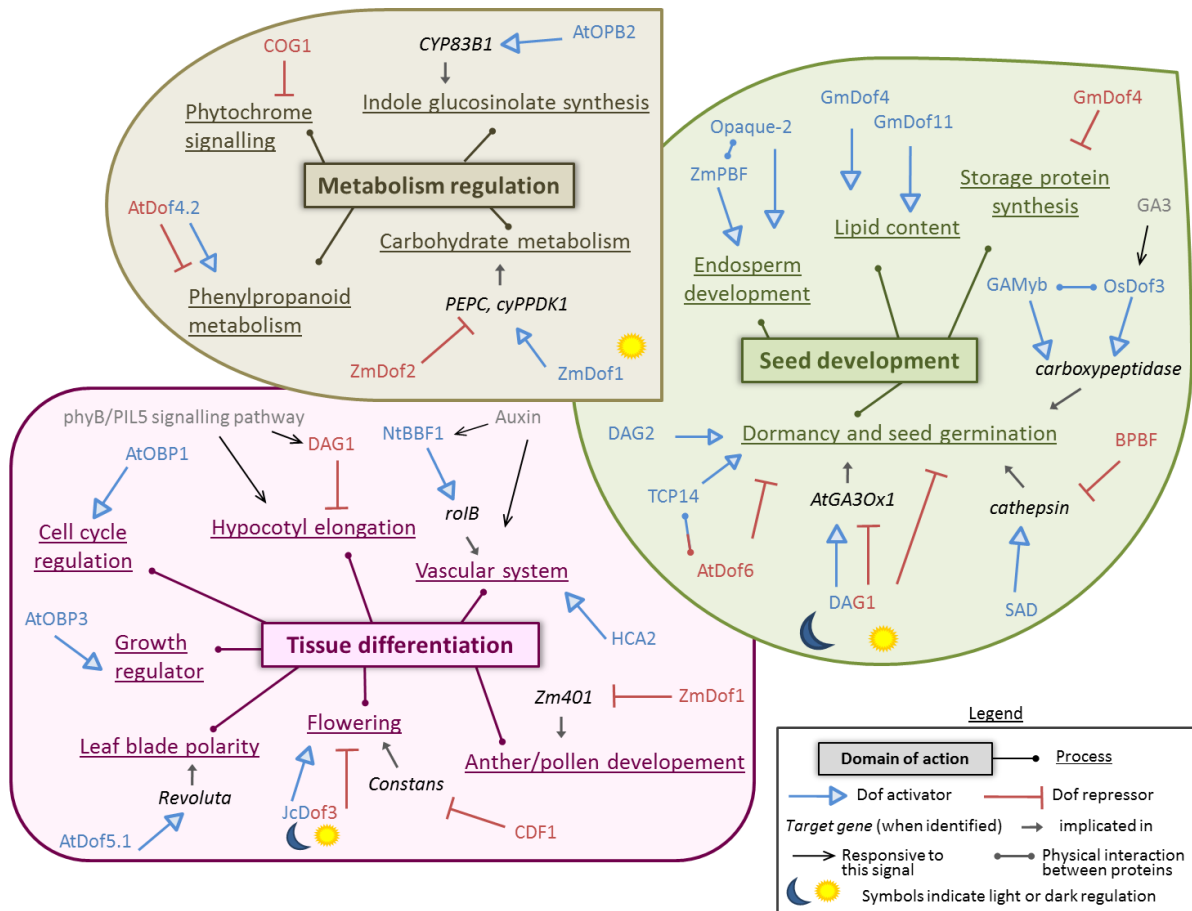 COG1
CYP83B1
AtOPB2
Phytochrome
signalling
Indole glucosinolate synthesis
Metabolism regulation
AtDof4.2
Carbohydrate metabolism
Phenylpropanoid
metabolism
PEPC, cyPPDK1
ZmDof2
ZmDof1
GmDof4
GmDof11
GmDof4
Opaque-2
ZmPBF
Storage protein
synthesis
GA3
Lipid content
Endosperm
development
GAMyb
OsDof3
Seed development
carboxypeptidase
DAG2
Dormancy and seed germination
BPBF
TCP14
AtGA3Ox1
cathepsin
AtDof6
DAG1
SAD
phyB/PIL5 signalling pathway
Auxin
DAG1
NtBBF1
AtOBP1
rolB
Cell cycle
regulation
Hypocotyl elongation
Vascular system
AtOBP3
Growth
regulator
Tissue differentiation
HCA2
Zm401
ZmDof1
Flowering
Leaf blade polarity
Anther/pollen developement
Revoluta
Constans
JcDof3
AtDof5.1
CDF1
Legend
Domain of action
Process
Dof activator
Dof repressor
Target gene (when identified)
implicated in
Responsive to
this signal
Physical interaction
between proteins
Symbols indicate light or dark regulation